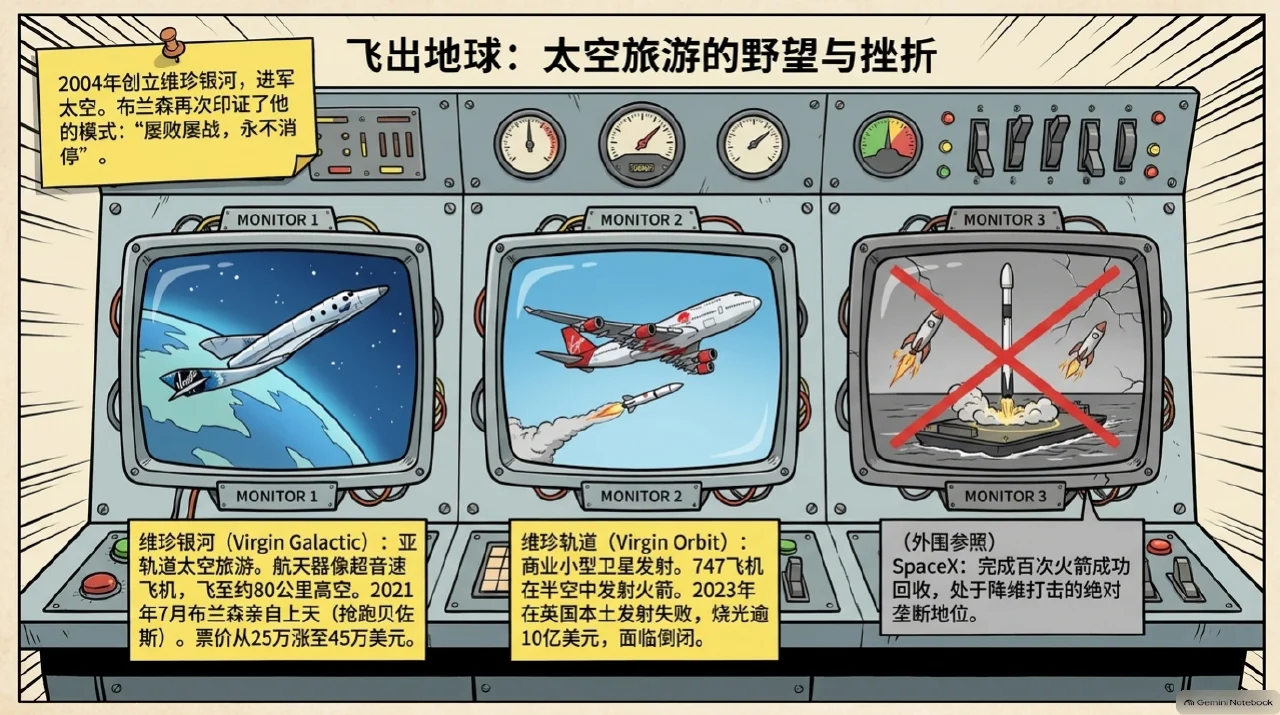 飞出地球：太空旅游的野望与挫折
2004年创立维珍银河，进军
太空。布兰森再次印证了他
的模式：“屡败屡战，永不消
停”。
MONITOR 1
MONITOR 2
MONITOR 3
MONITOR 1
MONITOR 2
MONITOR 3
维珍银河（Virgin Galactic）：亚
轨道太空旅游。航天器像超音速
飞机，飞至约80公里高空。2021
年7月布兰森亲自上天（抢跑贝佐
斯）。票价从25万涨至45万美元。
维珍轨道（Virgin Orbit）：
商业小型卫星发射。747飞机
在半空中发射火箭。2023年
在英国本土发射失败，烧光逾
10亿美元，面临倒闭。
（外围参照）
SpaceX：完成百次火箭成功
回收，处于降维打击的绝对
垄断地位。
Gemini Notebook